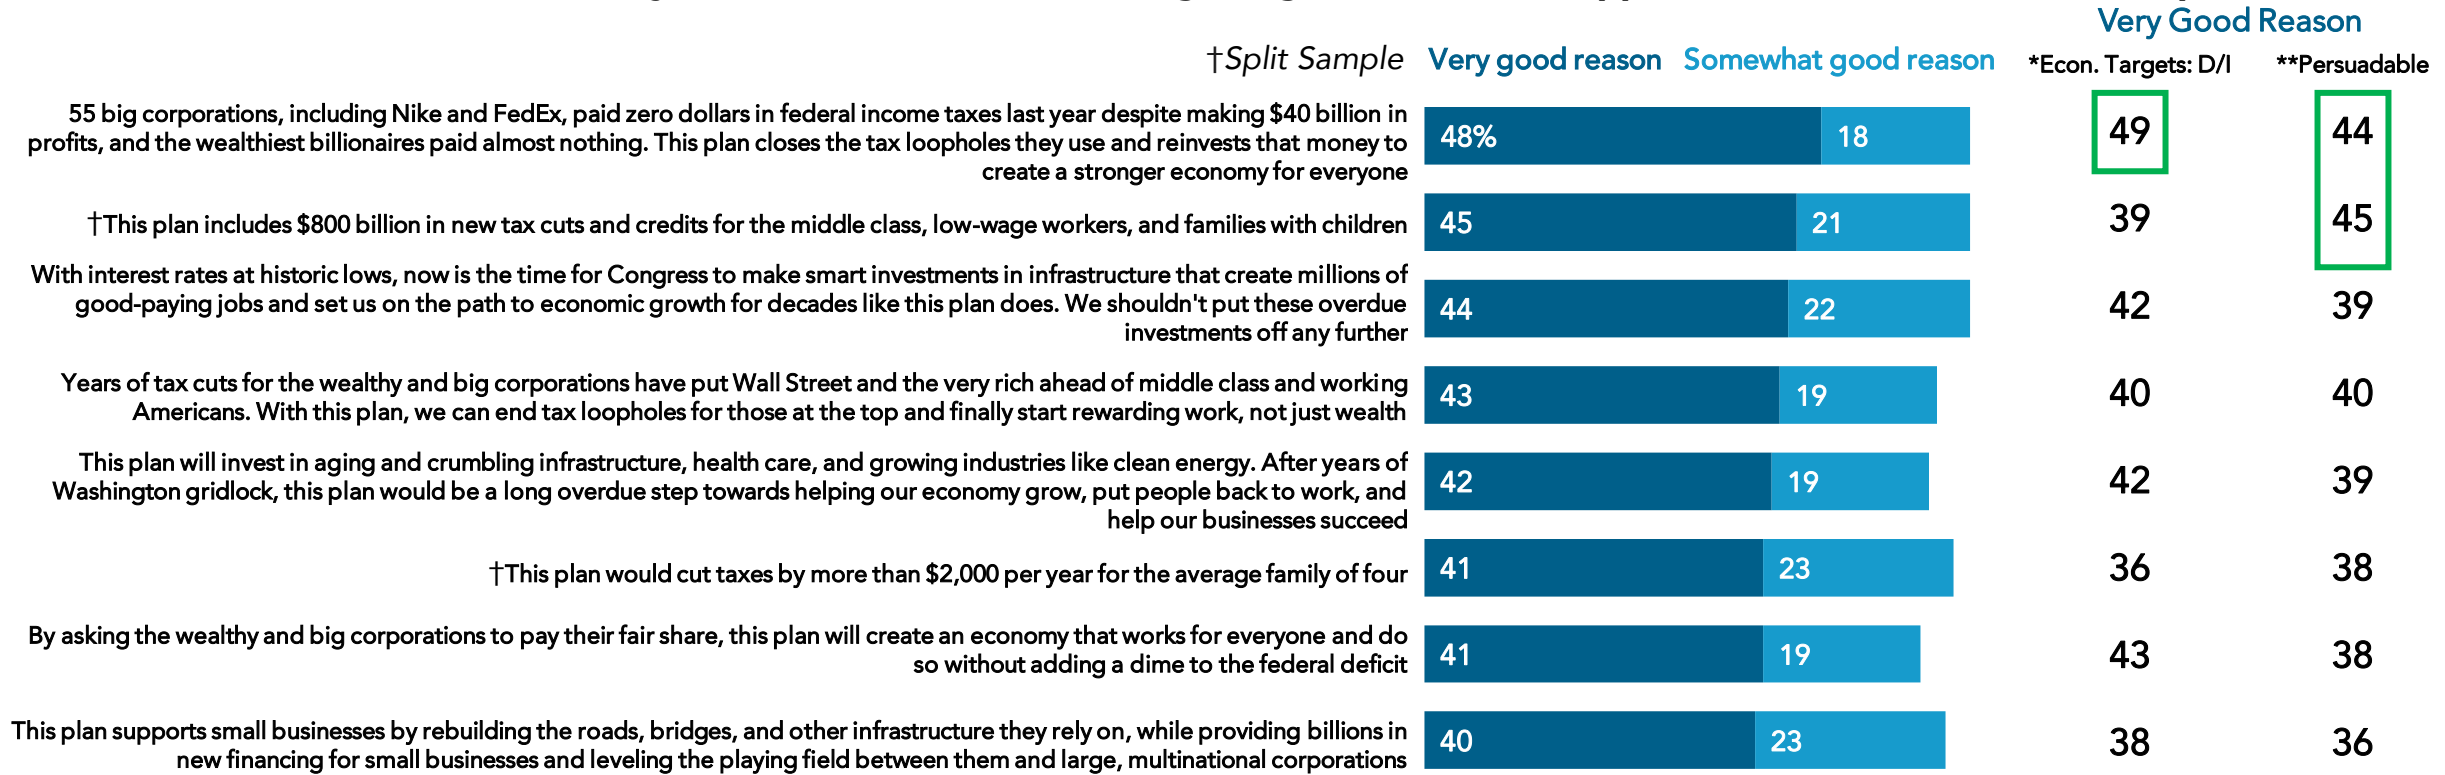 Very Good Reason
†Split Sample Very good reason Somewhat good reason *Econ. Targets: D/I **Persuadable
55 big corporations, including Nike and FedEx, paid zero dollars in federal income taxes last year despite making $40 billion in
profits, and the wealthiest billionaires paid almost nothing. This plan closes the tax loopholes they use and reinvests that money to
create a stronger economy for everyone
48% 18 49 44
†This plan includes $800 billion in new tax cuts and credits for the middle class, low-wage workers, and families with children
45 21 39 45
With interest rates at historic lows, now is the time for Congress to make smart investments in infrastructure that create millions of
good-paying jobs and set us on the path to economic growth for decades like this plan does. We shouldn't put these overdue
investments off any further
44 22 42 39
Years of tax cuts for the wealthy and big corporations have put Wall Street and the very rich ahead of middle class and working
Americans. With this plan, we can end tax loopholes for those at the top and finally start rewarding work, not just wealth
43 19 40 40
This plan will invest in aging and crumbling infrastructure, health care, and growing industries like clean energy. After years of
Washington gridlock, this plan would be a long overdue step towards helping our economy grow, put people back to work, and
help our businesses succeed
42 19 42 39
†This plan would cut taxes by more than $2,000 per year for the average family of four
41 23 36 38
By asking the wealthy and big corporations to pay their fair share, this plan will create an economy that works for everyone and do
so without adding a dime to the federal deficit
41 19 43 38
This plan supports small businesses by rebuilding the roads, bridges, and other infrastructure they rely on, while providing billions in
new financing for small businesses and leveling the playing field between them and large, multinational corporations
40 23 38 36